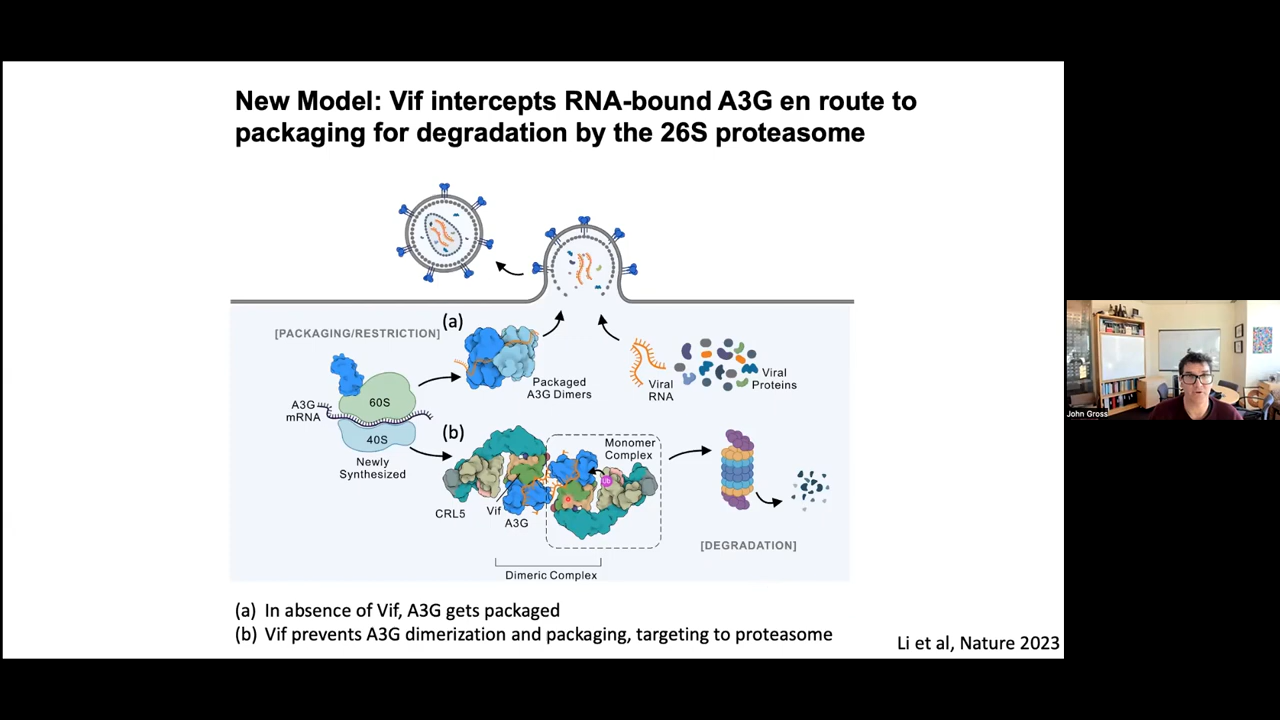 New Model: Vif intercepts RNA-bound A3G en route to
packaging for degradation by the 26S proteasome
[PACKAGING/RESTRICTION]
(a)
Packaged
A3G Dimers
Viral
RNA
Viral
Proteins
A3G
mRNA
60S
40S
Newly
Synthesized
(b)
Monomer
Complex
Ub
CRL5
Vif
A3G
Dimeric Complex
[DEGRADATION]
(a) In absence of Vif, A3G gets packaged
(b) Vif prevents A3G dimerization and packaging, targeting to proteasome
Li et al, Nature 2023
John Gross